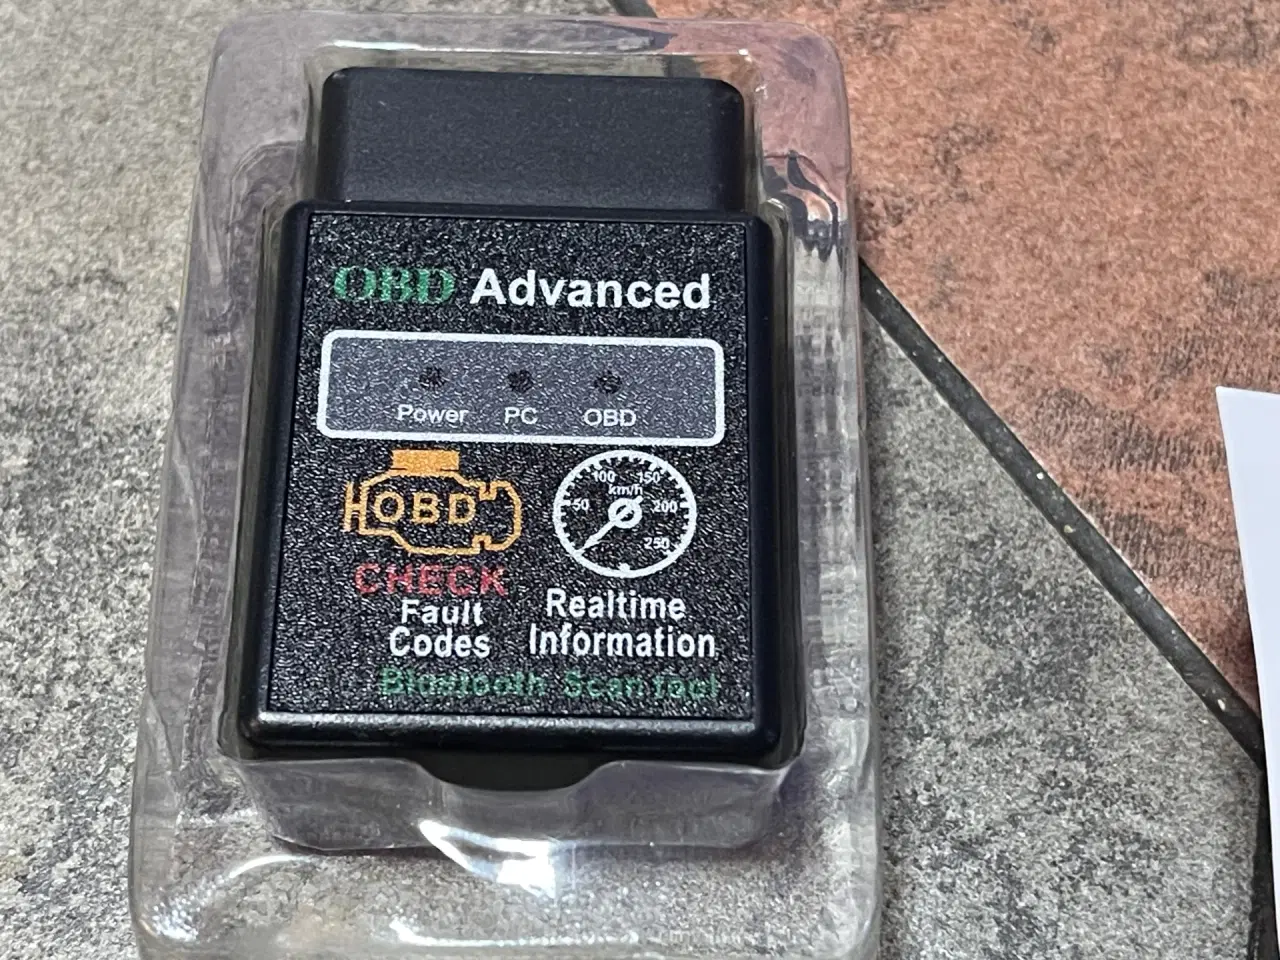 OBD Advanced
Power PC OBD
OBD
CHECK
Fault
Codes
50 100 150 200 250
km/h
Realtime
Information
Bluetooth Scan tool